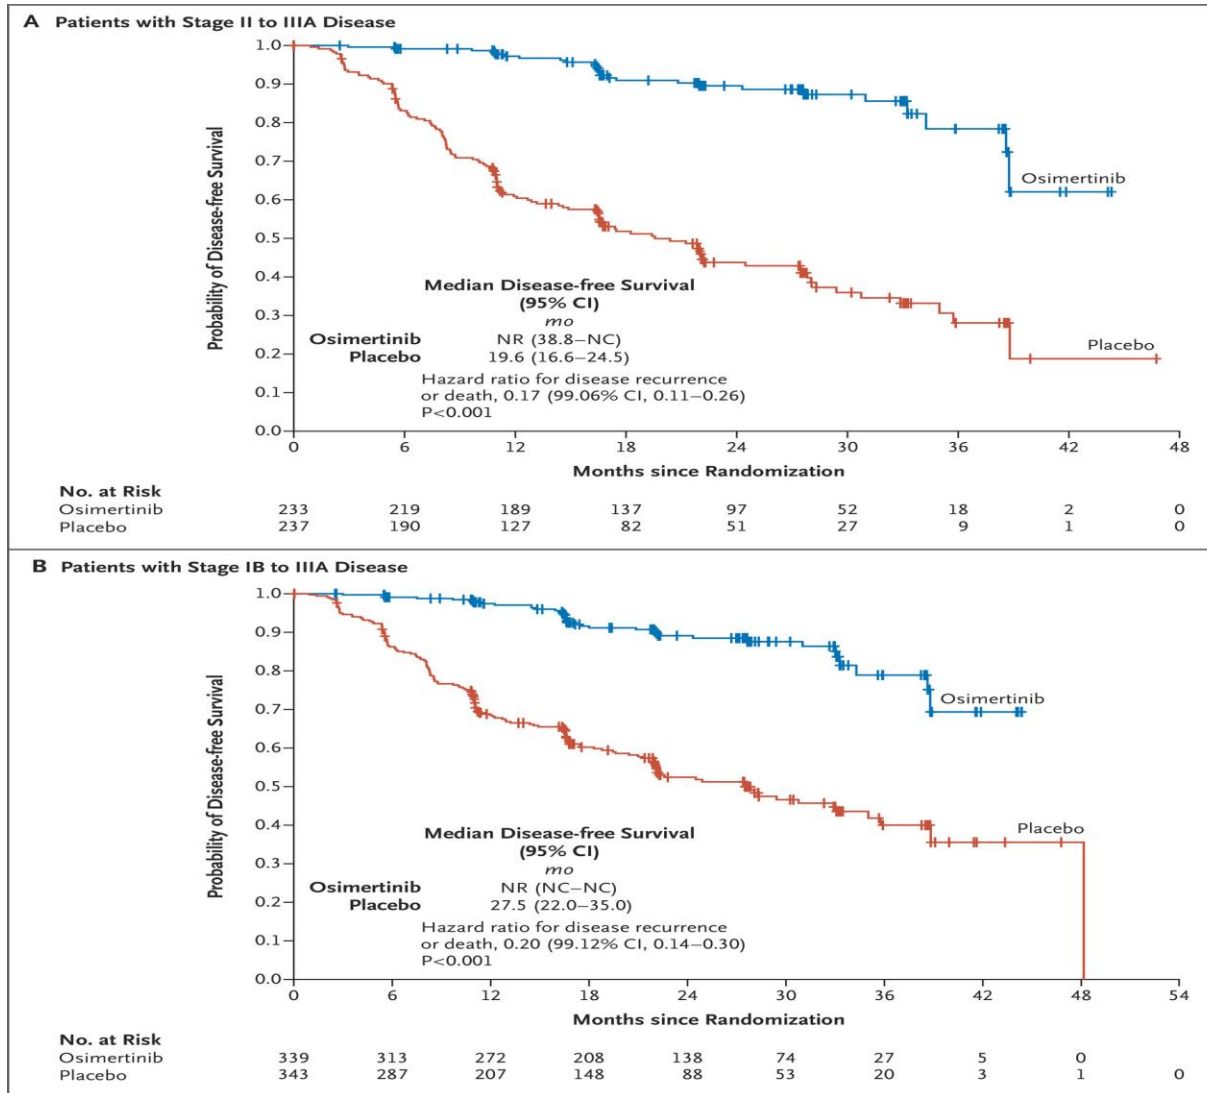 A Patients with Stage II to IIIA Disease
1.0
0.9
0.8
0.7
0.6
0.5
0.4
0.3
0.2
0.1
0.0
Probability of Disease-free Survival
Osimertinib
Placebo
Median Disease-free Survival
(95% CI)
mo
Osimertinib NR (38.8–NC)
Placebo 19.6 (16.6–24.5)
Hazard ratio for disease recurrence
or death, 0.17 (99.06% CI, 0.11–0.26)
P<0.001
0 6 12 18 24 30 36 42 48
Months since Randomization
No. at Risk
Osimertinib 233 219 189 137 97 52 18 2 0
Placebo 237 190 127 82 51 27 9 1 0
B Patients with Stage IB to IIIA Disease
1.0
0.9
0.8
0.7
0.6
0.5
0.4
0.3
0.2
0.1
0.0
Probability of Disease-free Survival
Osimertinib
Placebo
Median Disease-free Survival
(95% CI)
mo
Osimertinib NR (NC–NC)
Placebo 27.5 (22.0–35.0)
Hazard ratio for disease recurrence
or death, 0.20 (99.12% CI, 0.14–0.30)
P<0.001
0 6 12 18 24 30 36 42 48 54
Months since Randomization
No. at Risk
Osimertinib 339 313 272 208 138 74 27 5 0
Placebo 343 287 207 148 88 53 20 3 1 0